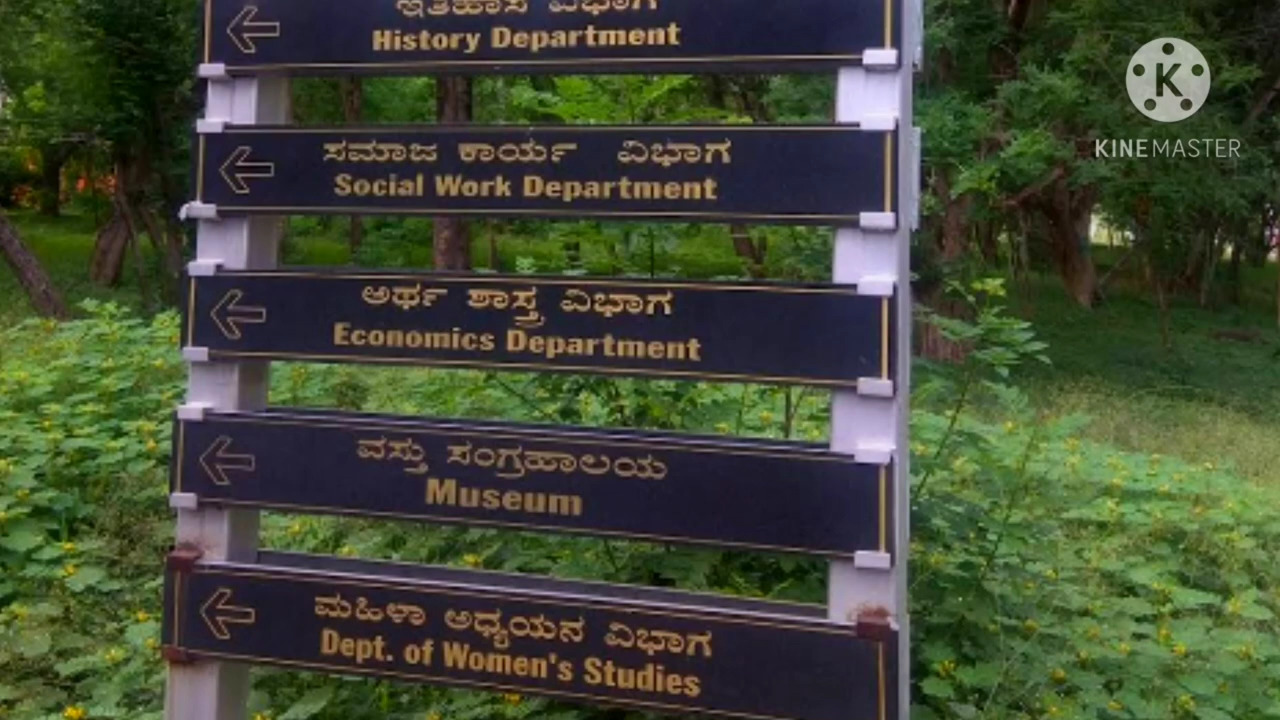 ಇತಿಹಾಸ ವಿಭಾಗ
History Department
ಸಮಾಜ ಕಾರ್ಯ ವಿಭಾಗ
Social Work Department
ಅರ್ಥ ಶಾಸ್ತ್ರ ವಿಭಾಗ
Economics Department
ವಸ್ತು ಸಂಗ್ರಹಾಲಯ
Museum
ಮಹಿಳಾ ಅಧ್ಯಯನ ವಿಭಾಗ
Dept. of Women's Studies
K
KINEMASTER